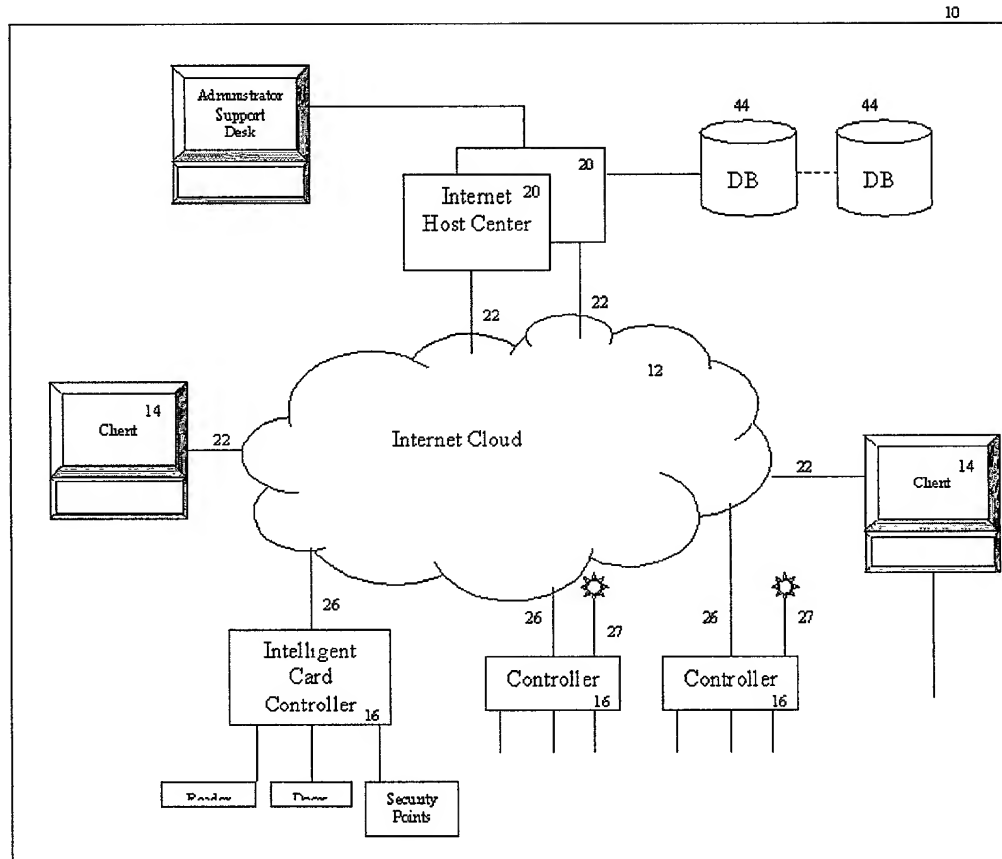 10
Administrator
Support
Desk
44
44
20
DB
DB
Internet
20
Host Center
22
22
12
14
Client
22
Internet Cloud
22
14
Client
26
26
27
26
27
Intelligent
Card
Controller
16
Controller
16
Controller
16
Security
Points